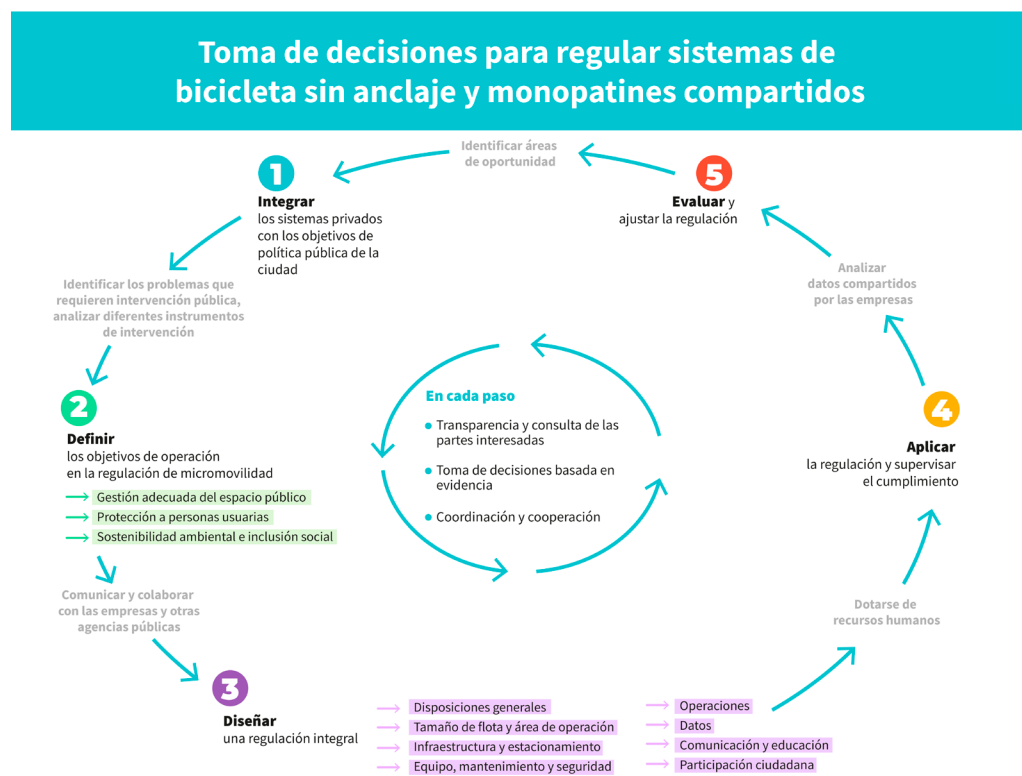 Toma de decisiones para regular sistemas de
bicicleta sin anclaje y monopatines compartidos
Identificar áreas
de oportunidad
1
Integrar
los sistemas privados
con los objetivos de
política pública de la
ciudad
Identificar los problemas que
requieren intervención pública,
analizar diferentes instrumentos
de intervención
2
Definir
los objetivos de operación
en la regulación de micromovilidad
Gestión adecuada del espacio público
Protección a personas usuarias
Sostenibilidad ambiental e inclusión social
Comunicar y colaborar
con las empresas y otras
agencias públicas
3
Diseñar
una regulación integral
Disposiciones generales
Tamaño de flota y área de operación
Infraestructura y estacionamiento
Equipo, mantenimiento y seguridad
Operaciones
Datos
Comunicación y educación
Participación ciudadana
Dotarse de
recursos humanos
4
Aplicar
la regulación y supervisar
el cumplimiento
Analizar
datos compartidos
por las empresas
5
Evaluar y
ajustar la regulación
En cada paso
Transparencia y consulta de las
partes interesadas
Toma de decisiones basada en
evidencia
Coordinación y cooperación